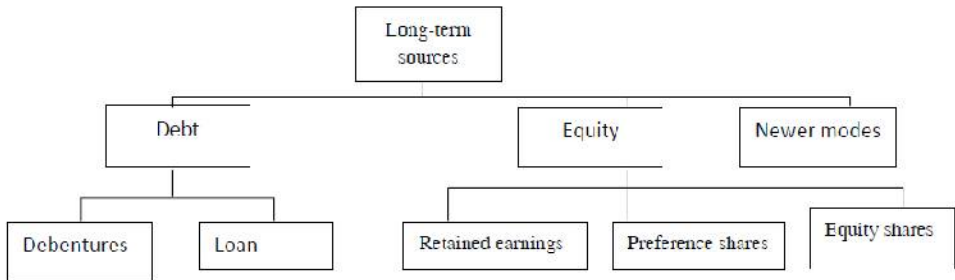 Long-term
sources
Debt
Equity
Newer modes
Debentures
Loan
Retained earnings
Preference shares
Equity shares